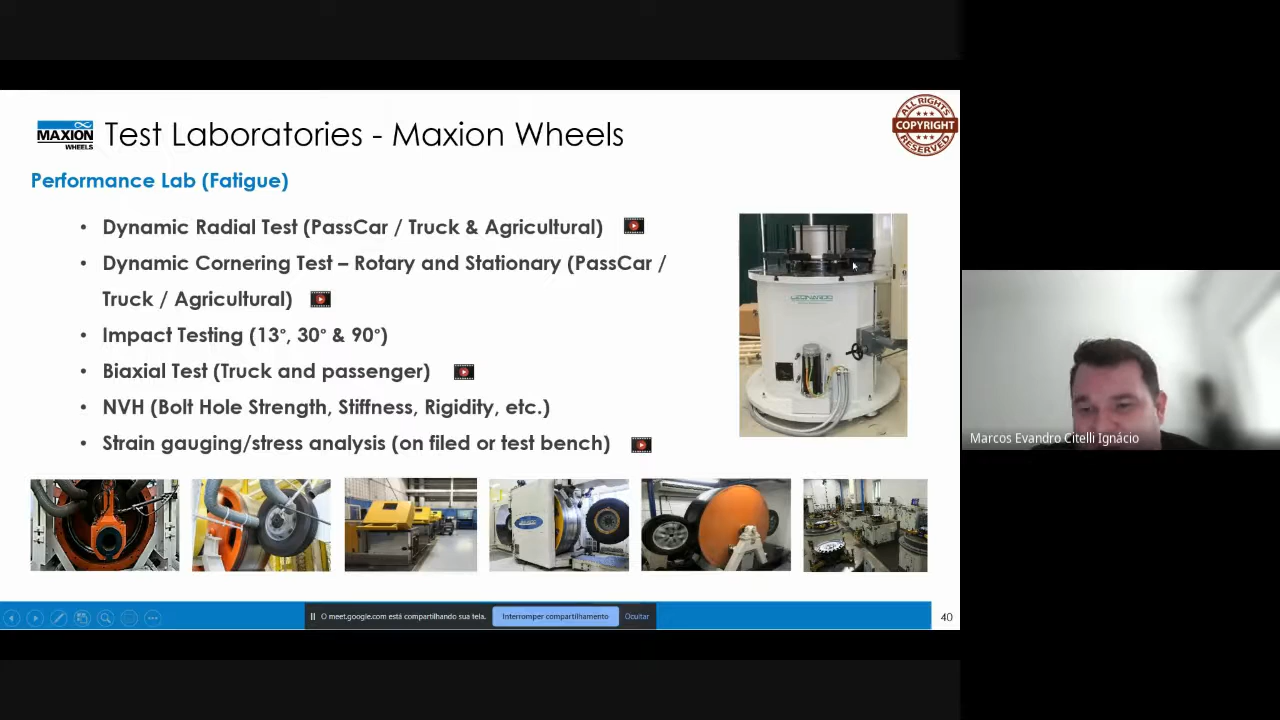 MAXION
WHEELS
Test Laboratories - Maxion Wheels
ALL RIGHTS
COPYRIGHT
RESERVED
Performance Lab (Fatigue)
• Dynamic Radial Test (PassCar / Truck & Agricultural)
• Dynamic Cornering Test – Rotary and Stationary (PassCar /
Truck / Agricultural)
• Impact Testing (13°, 30° & 90°)
• Biaxial Test (Truck and passenger)
• NVH (Bolt Hole Strength, Stiffness, Rigidity, etc.)
• Strain gauging/stress analysis (on filed or test bench)
LEONARDO
Marcos Evandro Citelli Ignácio
O meet.google.com está compartilhando sua tela.
Interromper compartilhamento
Ocultar
40